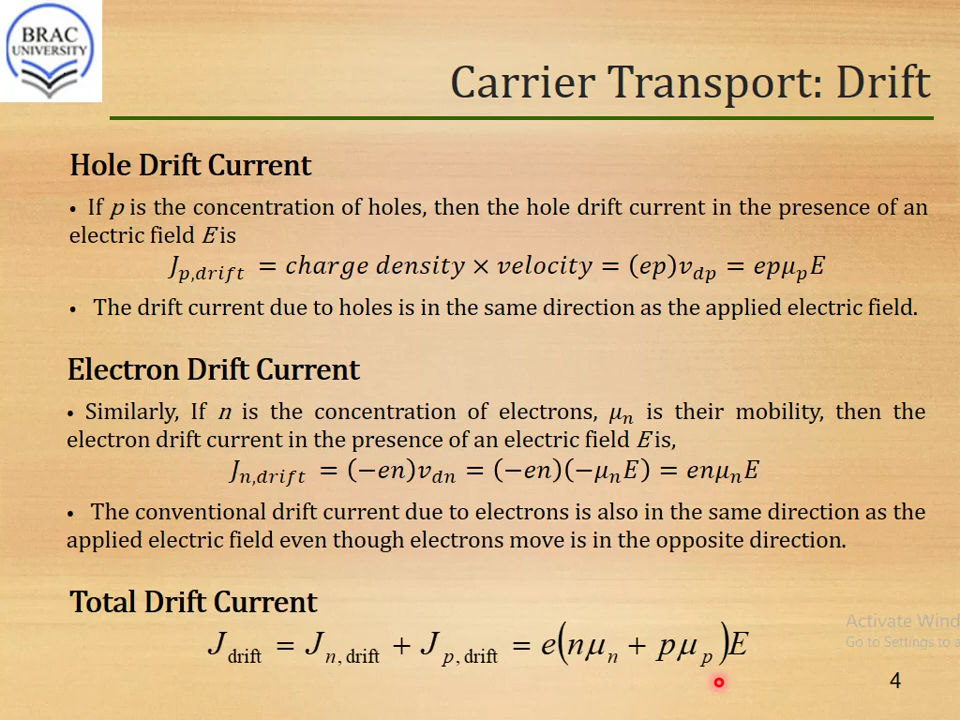 BRAC
UNIVERSITY
Carrier Transport: Drift
Hole Drift Current
• If p is the concentration of holes, then the hole drift current in the presence of an
electric field E is
J_{p,drift} = charge density × velocity = (ep)v_{dp} = epμ_pE
• The drift current due to holes is in the same direction as the applied electric field.
Electron Drift Current
• Similarly, If n is the concentration of electrons, μ_n is their mobility, then the
electron drift current in the presence of an electric field E is,
J_{n,drift} = (−en)v_{dn} = (−en)(−μ_nE) = enμ_nE
• The conventional drift current due to electrons is also in the same direction as the
applied electric field even though electrons move is in the opposite direction.
Total Drift Current
J_{drift} = J_{n,drift} + J_{p,drift} = e(nμ_n + pμ_p)E
Activate Wind
Go to Settings to a
4